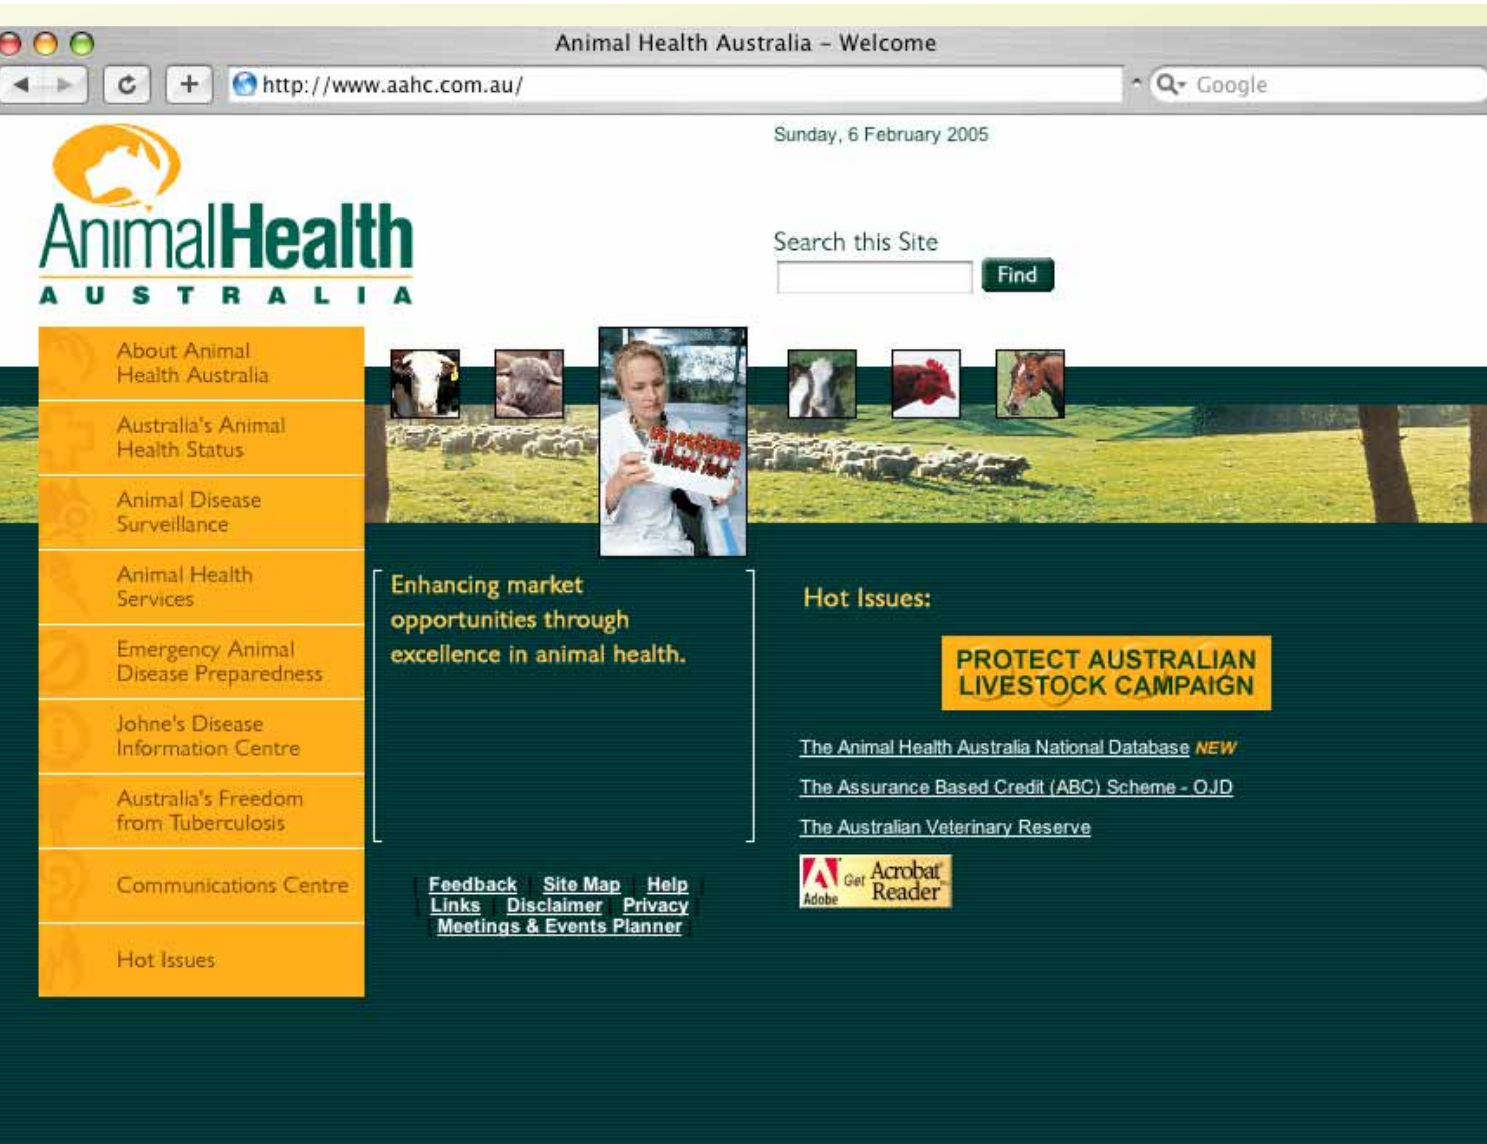 Animal Health Australia – Welcome
http://www.aahc.com.au/
Google
Sunday, 6 February 2005
AnimalHealth
AUSTRALIA
Search this Site
Find
About Animal
Health Australia
Australia's Animal
Health Status
Animal Disease
Surveillance
Animal Health
Services
Emergency Animal
Disease Preparedness
Johne's Disease
Information Centre
Australia's Freedom
from Tuberculosis
Communications Centre
Hot Issues
Enhancing market
opportunities through
excellence in animal health.
Feedback | Site Map | Help
Links | Disclaimer | Privacy
Meetings & Events Planner
Hot Issues:
PROTECT AUSTRALIAN
LIVESTOCK CAMPAIGN
The Animal Health Australia National Database NEW
The Assurance Based Credit (ABC) Scheme - OJD
The Australian Veterinary Reserve
Adobe
Get Acrobat
Reader